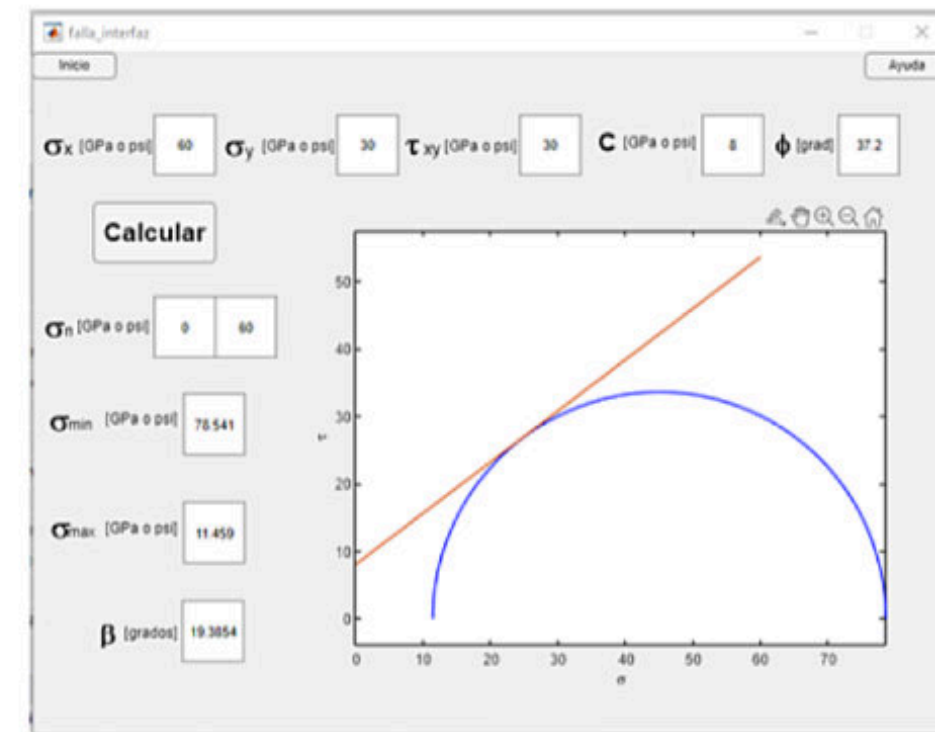 falla_interfaz
Inicio
Ayuda
σx [GPa o psi] 60 σy [GPa o psi] 30 τ xy [GPa o psi] 30 C [GPa o psi] 8 ϕ [grad] 37.2
Calcular
σn [GPa o psi] 0 60
σmin [GPa o psi] 78.541
σmax [GPa o psi] 11.459
β [grados] 19.3854
50
40
30
20
10
0
τ
0 10 20 30 40 50 60 70
σ